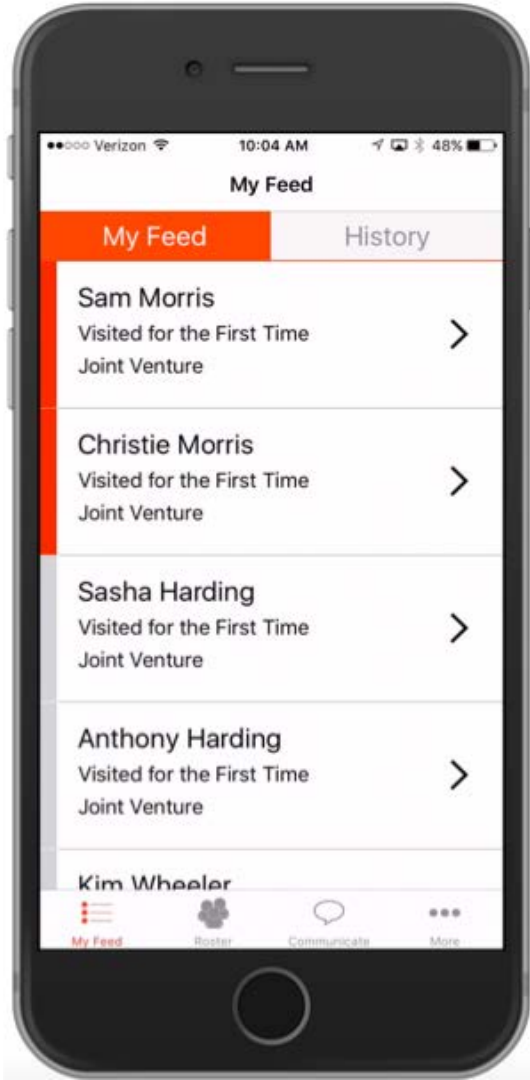 Verizon 10:04 AM 48%
My Feed
My Feed History
Sam Morris
Visited for the First Time
Joint Venture
Christie Morris
Visited for the First Time
Joint Venture
Sasha Harding
Visited for the First Time
Joint Venture
Anthony Harding
Visited for the First Time
Joint Venture
Kim Wheeler
My Feed Roster Communicate More